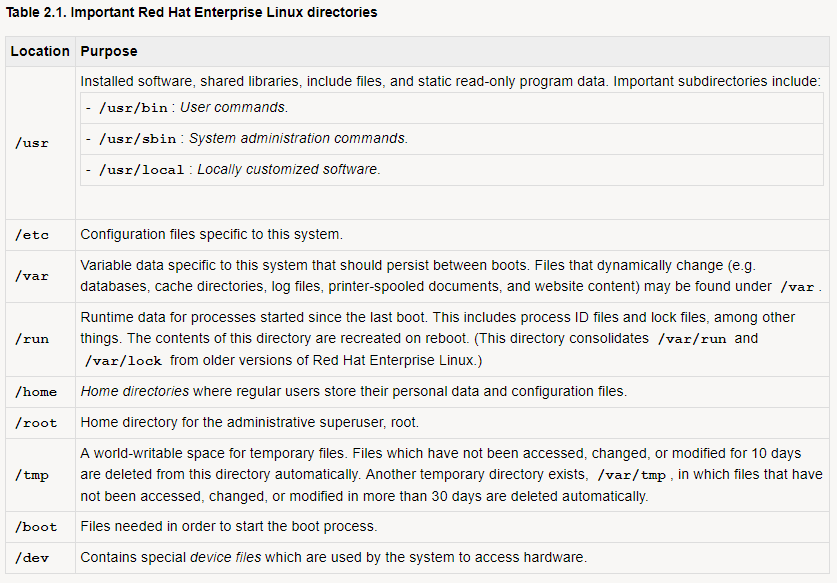 Table 2.1. Important Red Hat Enterprise Linux directories
Location Purpose
/usr
Installed software, shared libraries, include files, and static read-only program data. Important subdirectories include:
- /usr/bin : User commands.
- /usr/sbin : System administration commands.
- /usr/local : Locally customized software.
/etc
Configuration files specific to this system.
/var
Variable data specific to this system that should persist between boots. Files that dynamically change (e.g.
databases, cache directories, log files, printer-spooled documents, and website content) may be found under /var .
/run
Runtime data for processes started since the last boot. This includes process ID files and lock files, among other
things. The contents of this directory are recreated on reboot. (This directory consolidates /var/run and
/var/lock from older versions of Red Hat Enterprise Linux.)
/home
Home directories where regular users store their personal data and configuration files.
/root
Home directory for the administrative superuser, root.
/tmp
A world-writable space for temporary files. Files which have not been accessed, changed, or modified for 10 days
are deleted from this directory automatically. Another temporary directory exists, /var/tmp , in which files that have
not been accessed, changed, or modified in more than 30 days are deleted automatically.
/boot
Files needed in order to start the boot process.
/dev
Contains special device files which are used by the system to access hardware.